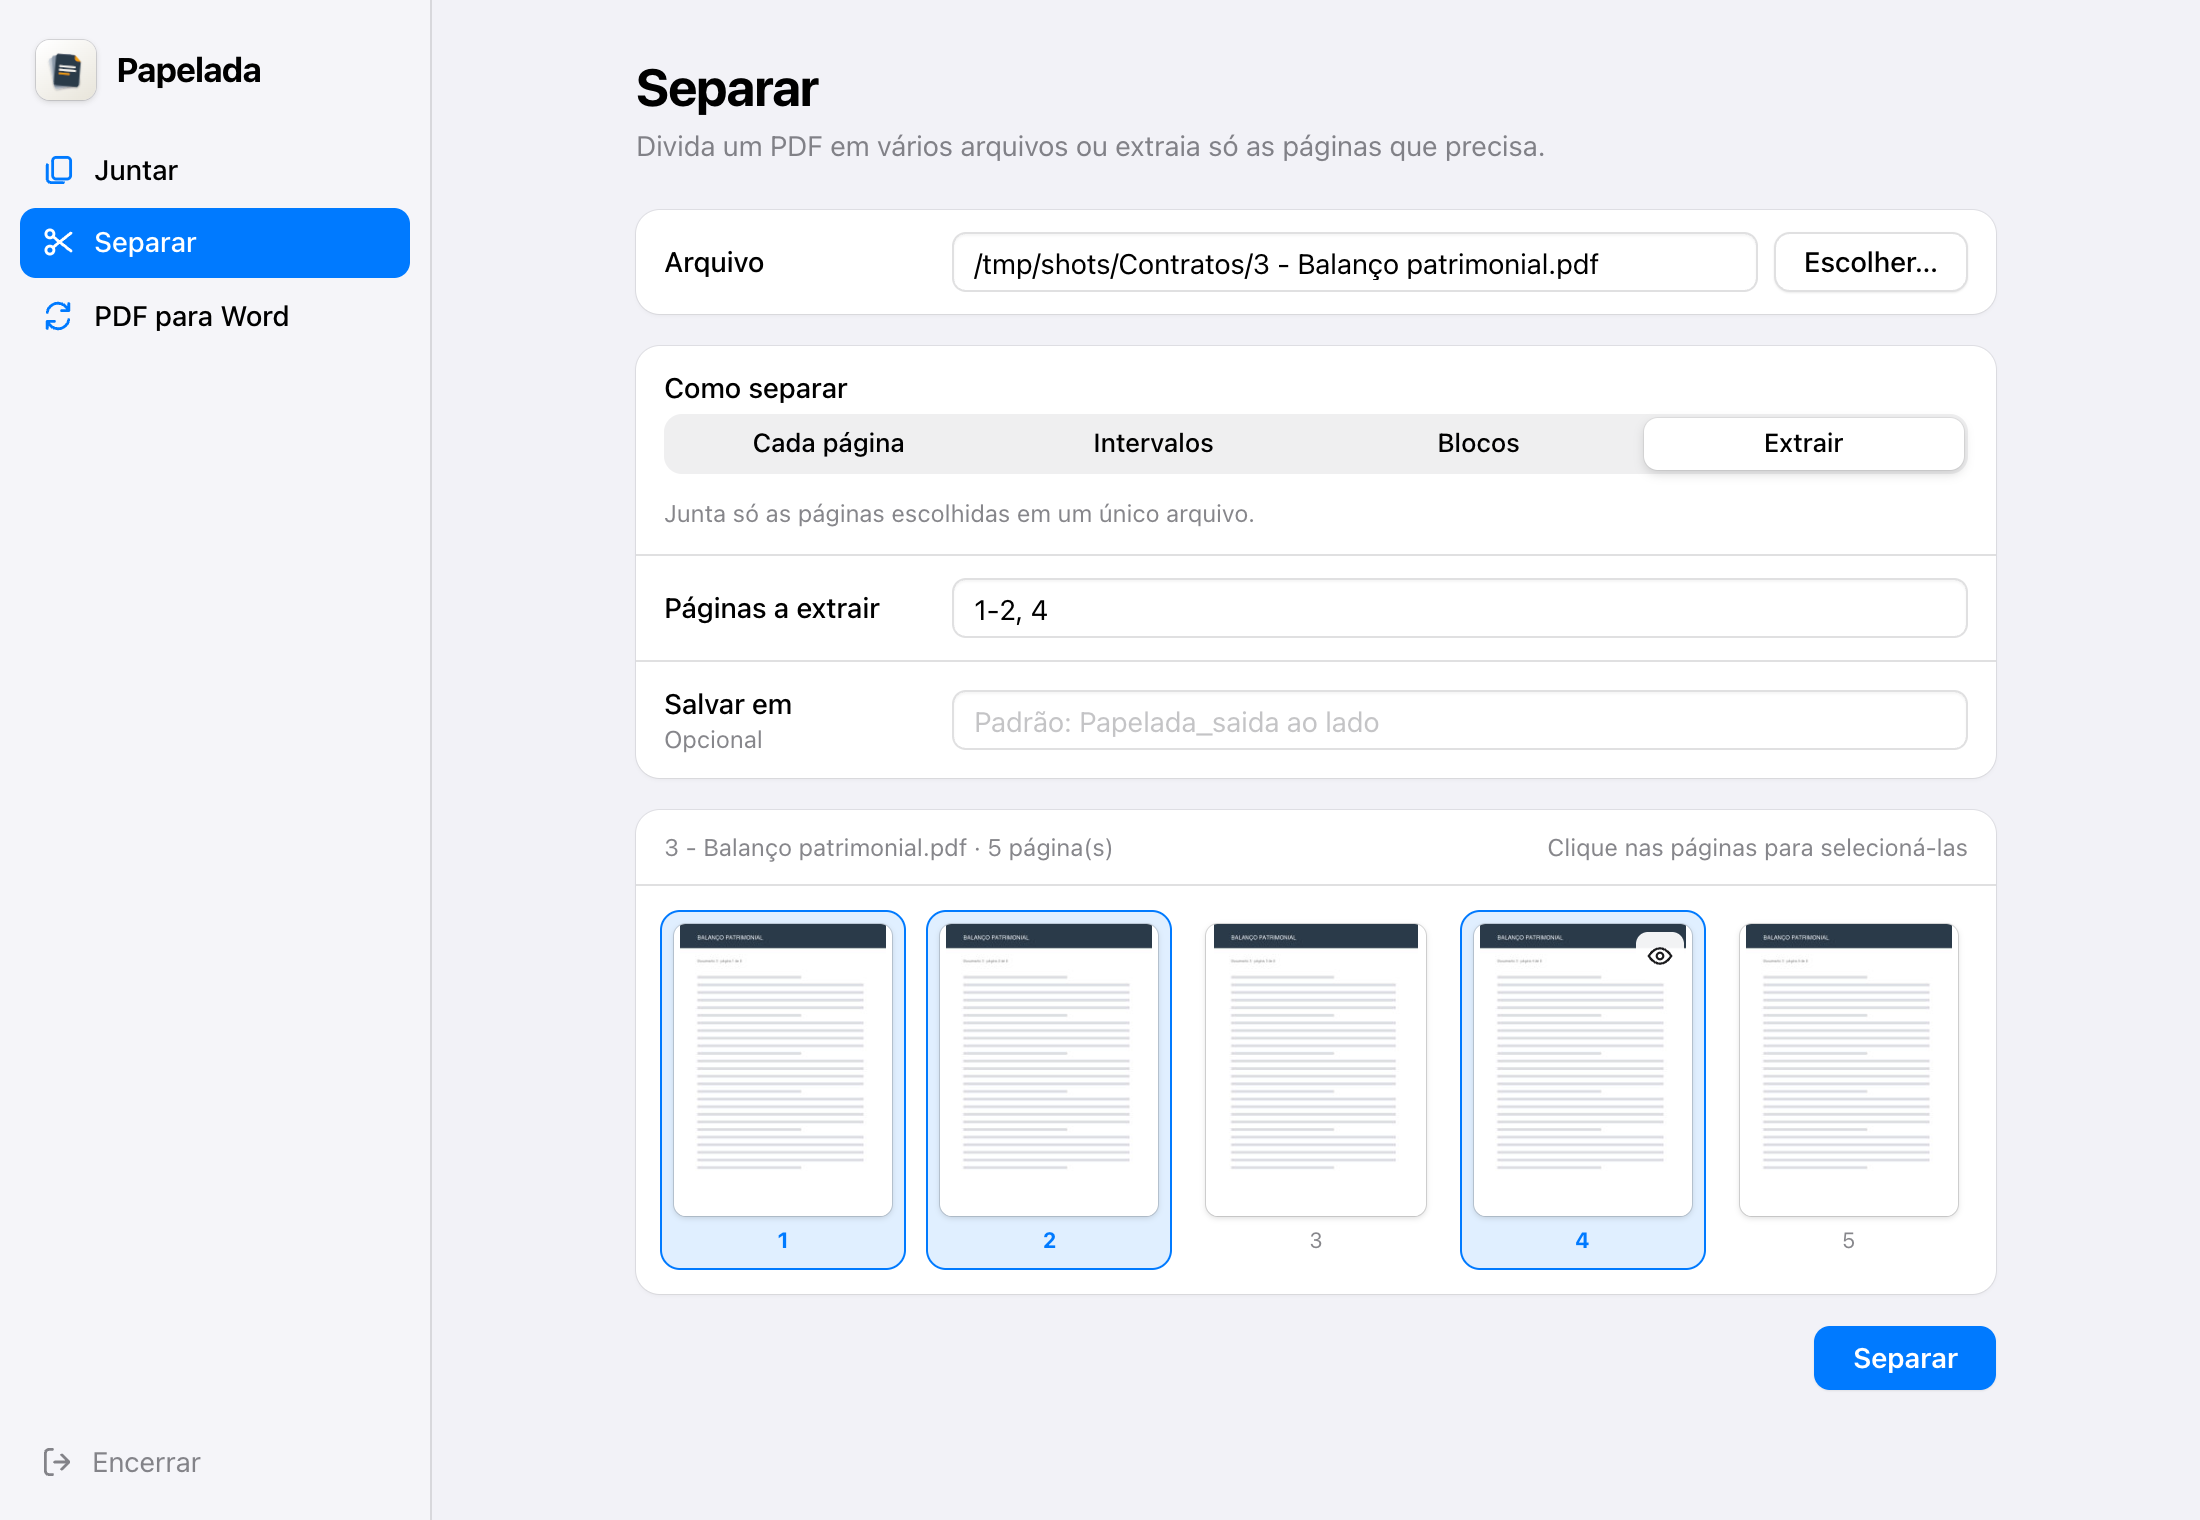 Papelada
Juntar
Separar
PDF para Word
Encerrar
Separar
Divida um PDF em vários arquivos ou extraia só as páginas que precisa.
Arquivo
/tmp/shots/Contratos/3 - Balanço patrimonial.pdf
Escolher...
Como separar
Cada página
Intervalos
Blocos
Extrair
Junta só as páginas escolhidas em um único arquivo.
Páginas a extrair
1-2, 4
Salvar em
Opcional
Padrão: Papelada_saida ao lado
3 - Balanço patrimonial.pdf · 5 página(s)
Clique nas páginas para selecioná-las
BALANÇO PATRIMONIAL
1
BALANÇO PATRIMONIAL
2
BALANÇO PATRIMONIAL
3
BALANÇO PATRIMONIAL
4
BALANÇO PATRIMONIAL
5
Separar